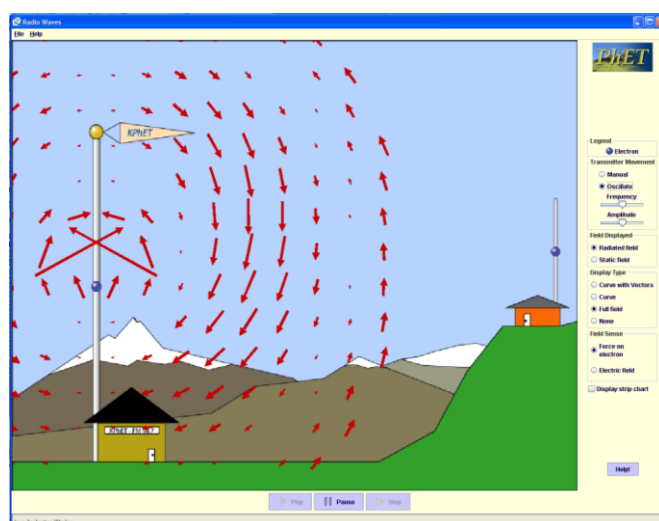 Radio Waves
File Help
PhET
KPhET
Legend
Electron
Transmitter Movement
Manual
Oscillate
Frequency
Amplitude
Field Displayed
Radiated field
Static field
Display Type
Curve with Vectors
Curve
Full field
None
Field Sense
Force on
electron
Electric field
Display strip chart
Help!
Play Pause Step